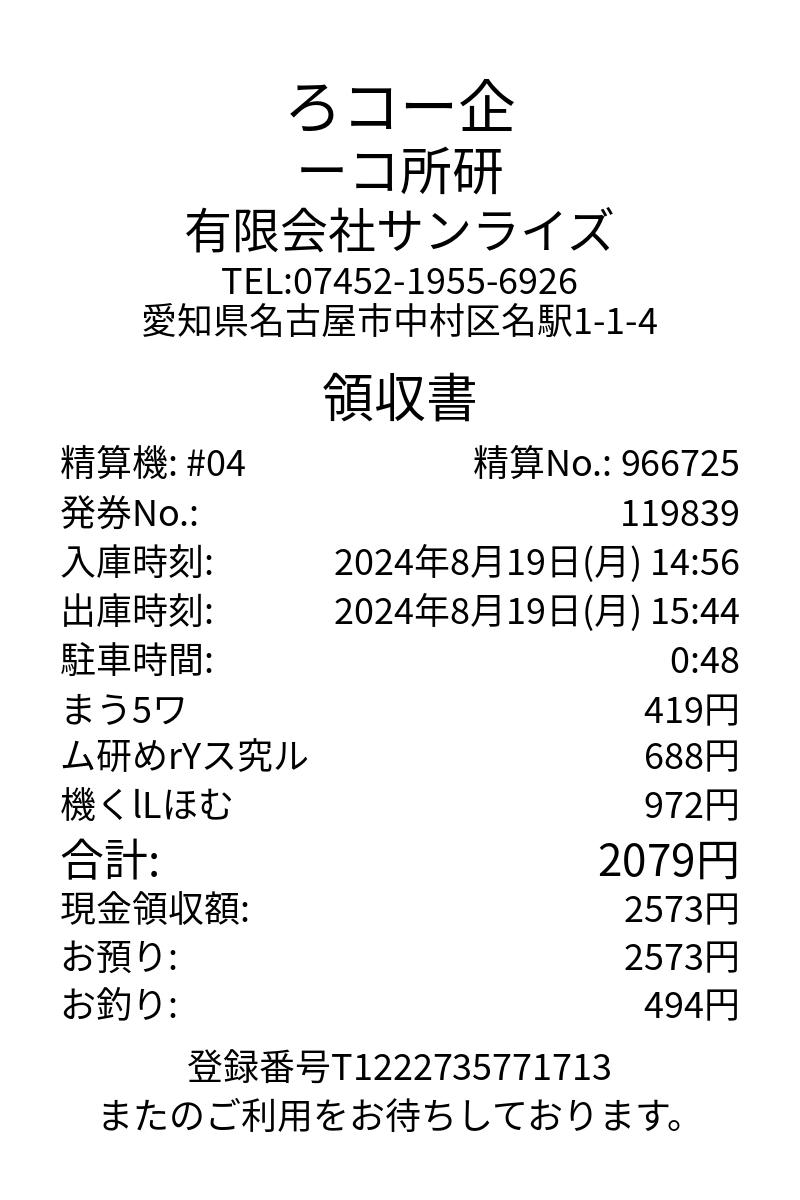 ろコー企
ーコ所研
有限会社サンライズ
TEL:07452-1955-6926
愛知県名古屋市中村区名駅1-1-4
領収書
精算機: #04 精算No.: 966725
発券No.: 119839
入庫時刻: 2024年8月19日(月) 14:56
出庫時刻: 2024年8月19日(月) 15:44
駐車時間: 0:48
まう5ワ 419円
ム研めrYス究ル 688円
機くlLほむ 972円
合計: 2079円
現金領収額: 2573円
お預り: 2573円
お釣り: 494円
登録番号T1222735771713
またのご利用をお待ちしております。